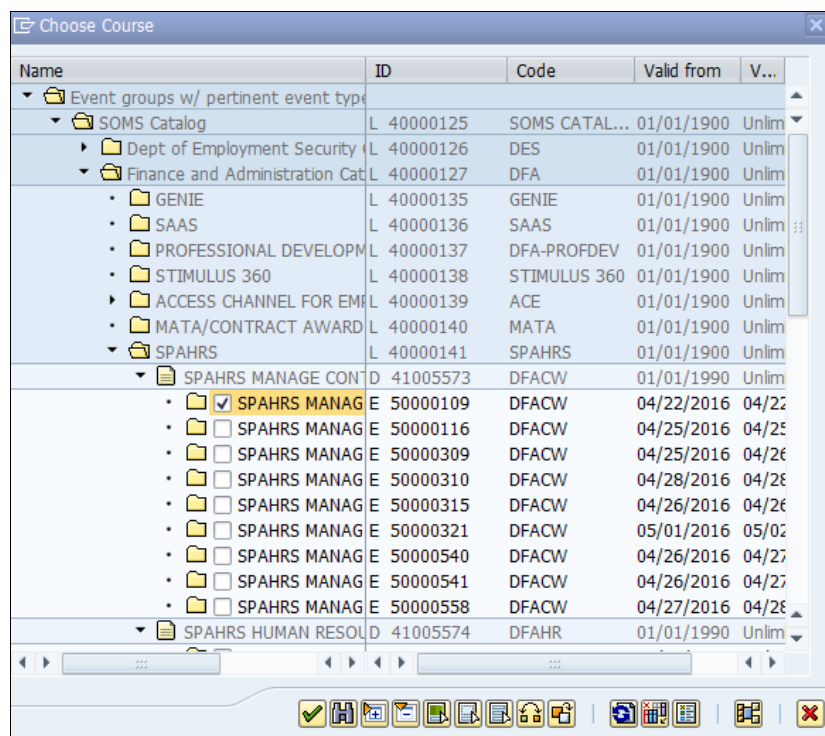 Choose Course
Name ID Code Valid from V...
Event groups w/ pertinent event type
SOMS Catalog L 40000125 SOMS CATAL... 01/01/1900 Unlim
Dept of Employment Security L 40000126 DES 01/01/1900 Unlim
Finance and Administration Cat L 40000127 DFA 01/01/1900 Unlim
GENIE L 40000135 GENIE 01/01/1900 Unlim
SAAS L 40000136 SAAS 01/01/1900 Unlim
PROFESSIONAL DEVELOPM L 40000137 DFA-PROFDEV 01/01/1900 Unlim
STIMULUS 360 L 40000138 STIMULUS 360 01/01/1900 Unlim
ACCESS CHANNEL FOR EMP L 40000139 ACE 01/01/1900 Unlim
MATA/CONTRACT AWARD L 40000140 MATA 01/01/1900 Unlim
SPAHRS L 40000141 SPAHRS 01/01/1900 Unlim
SPAHRS MANAGE CONT D 41005573 DFACW 01/01/1990 Unlim
SPAHRS MANAG E 50000109 DFACW 04/22/2016 04/22
SPAHRS MANAG E 50000116 DFACW 04/25/2016 04/25
SPAHRS MANAG E 50000309 DFACW 04/25/2016 04/26
SPAHRS MANAG E 50000310 DFACW 04/28/2016 04/28
SPAHRS MANAG E 50000315 DFACW 04/26/2016 04/26
SPAHRS MANAG E 50000321 DFACW 05/01/2016 05/02
SPAHRS MANAG E 50000540 DFACW 04/26/2016 04/27
SPAHRS MANAG E 50000541 DFACW 04/26/2016 04/27
SPAHRS MANAG E 50000558 DFACW 04/27/2016 04/28
SPAHRS HUMAN RESOU D 41005574 DFAHR 01/01/1990 Unlim